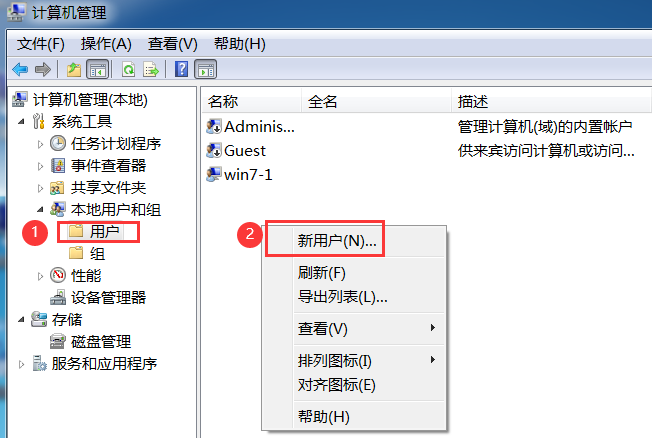 计算机管理
文件(F) 操作(A) 查看(V) 帮助(H)
计算机管理(本地)
系统工具
任务计划程序
事件查看器
共享文件夹
本地用户和组
1 用户
组
性能
设备管理器
存储
磁盘管理
服务和应用程序
名称 全名 描述
Adminis... 管理计算机(域)的内置帐户
Guest 供来宾访问计算机或访问...
win7-1
2 新用户(N)...
刷新(F)
导出列表(L)...
查看(V)
排列图标(I)
对齐图标(E)
帮助(H)